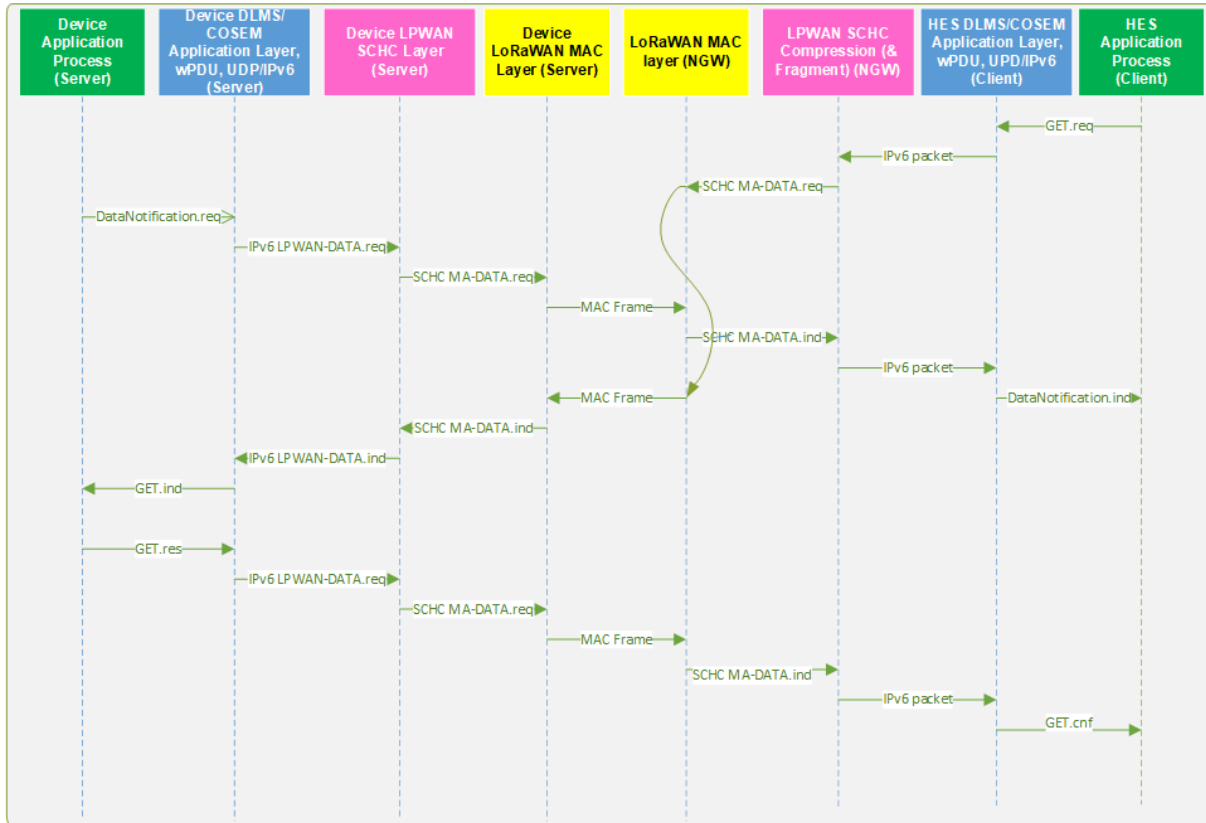 Device
Application
Process
(Server)
Device DLMS/
COSEM
Application Layer,
wPDU, UDP/IPv6
(Server)
Device LPWAN
SCHC Layer
(Server)
Device
LoRaWAN MAC
Layer (Server)
LoRaWAN MAC
layer (NGW)
LPWAN SCHC
Compression (&
Fragment) (NGW)
HES DLMS/COSEM
Application Layer,
wPDU, UPD/IPv6
(Client)
HES
Application
Process
(Client)
GET.req
IPv6 packet
SCHC MA-DATA.req
DataNotification.req
IPv6 LPWAN-DATA.req
SCHC MA-DATA.req
MAC Frame
SCHC MA-DATA.ind
IPv6 packet
MAC Frame
DataNotification.ind
SCHC MA-DATA.ind
IPv6 LPWAN-DATA.ind
GET.ind
GET.res
IPv6 LPWAN-DATA.req
SCHC MA-DATA.req
MAC Frame
SCHC MA-DATA.ind
IPv6 packet
GET.cnf